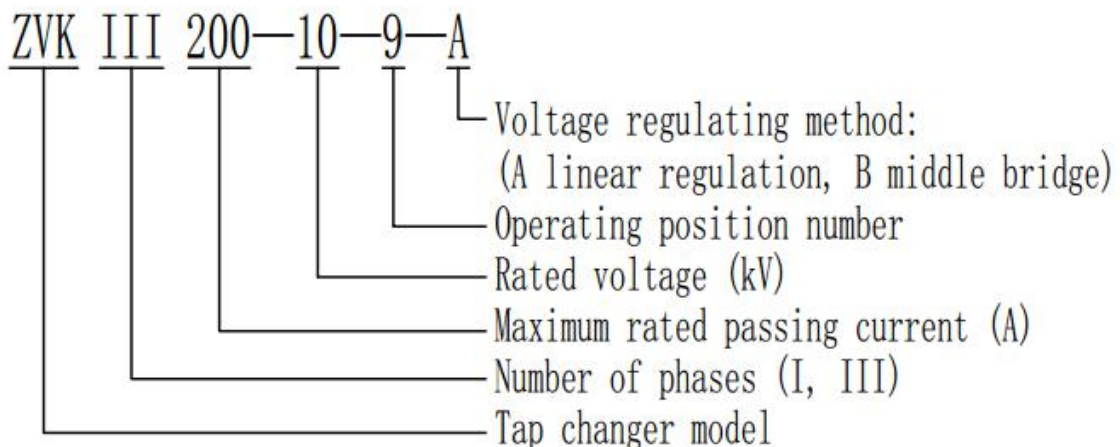 ZVK III 200—10—9—A
Voltage regulating method:
(A linear regulation, B middle bridge)
Operating position number
Rated voltage (kV)
Maximum rated passing current (A)
Number of phases (I, III)
Tap changer model